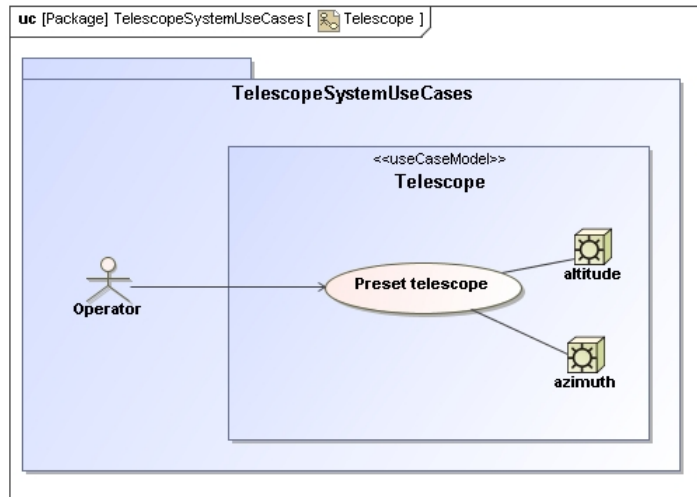 uc [Package] TelescopeSystemUseCases [ Telescope ]
TelescopeSystemUseCases
<<useCaseModel>>
Telescope
Preset telescope
altitude
Operator
azimuth